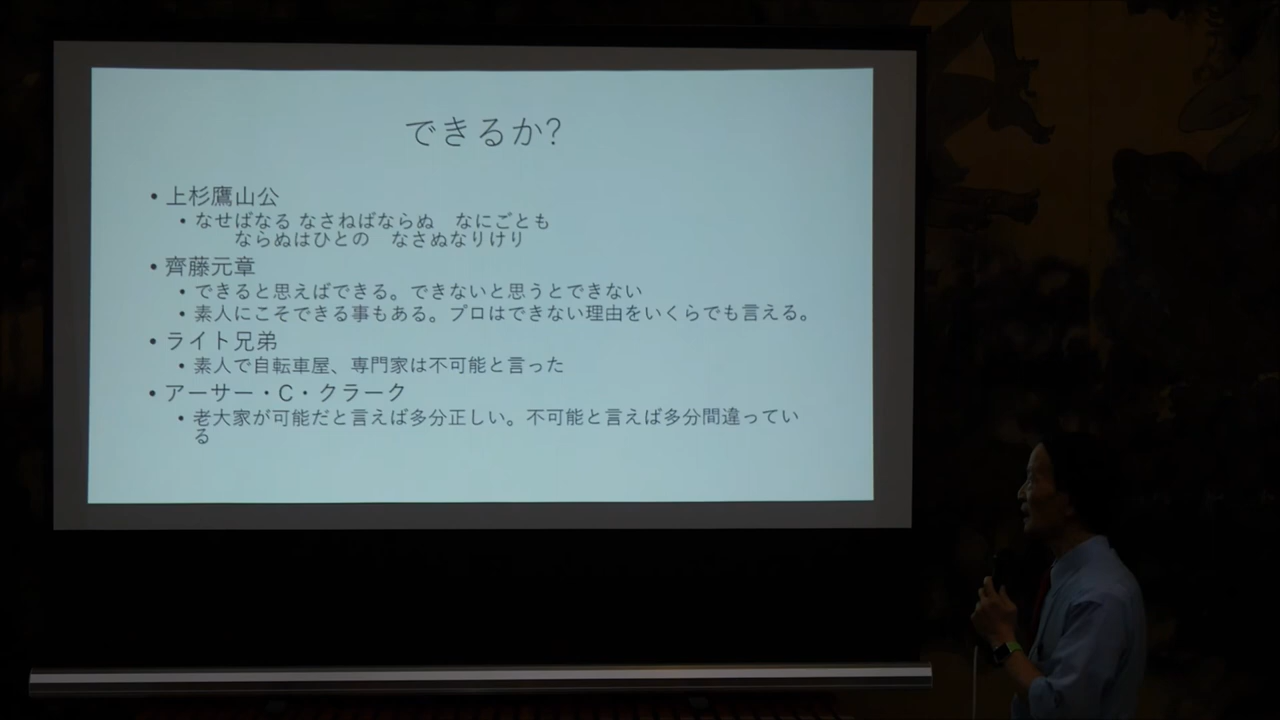 できるか?
• 上杉鷹山公
• なせばなる なさねばならぬ　なにごとも
ならぬはひとの　なさぬなりけり
• 齊藤元章
• できると思えばできる。できないと思うとできない
• 素人にこそできる事もある。プロはできない理由をいくらでも言える。
• ライト兄弟
• 素人で自転車屋、専門家は不可能と言った
• アーサー・C・クラーク
• 老大家が可能だと言えば多分正しい。不可能と言えば多分間違ってい
る